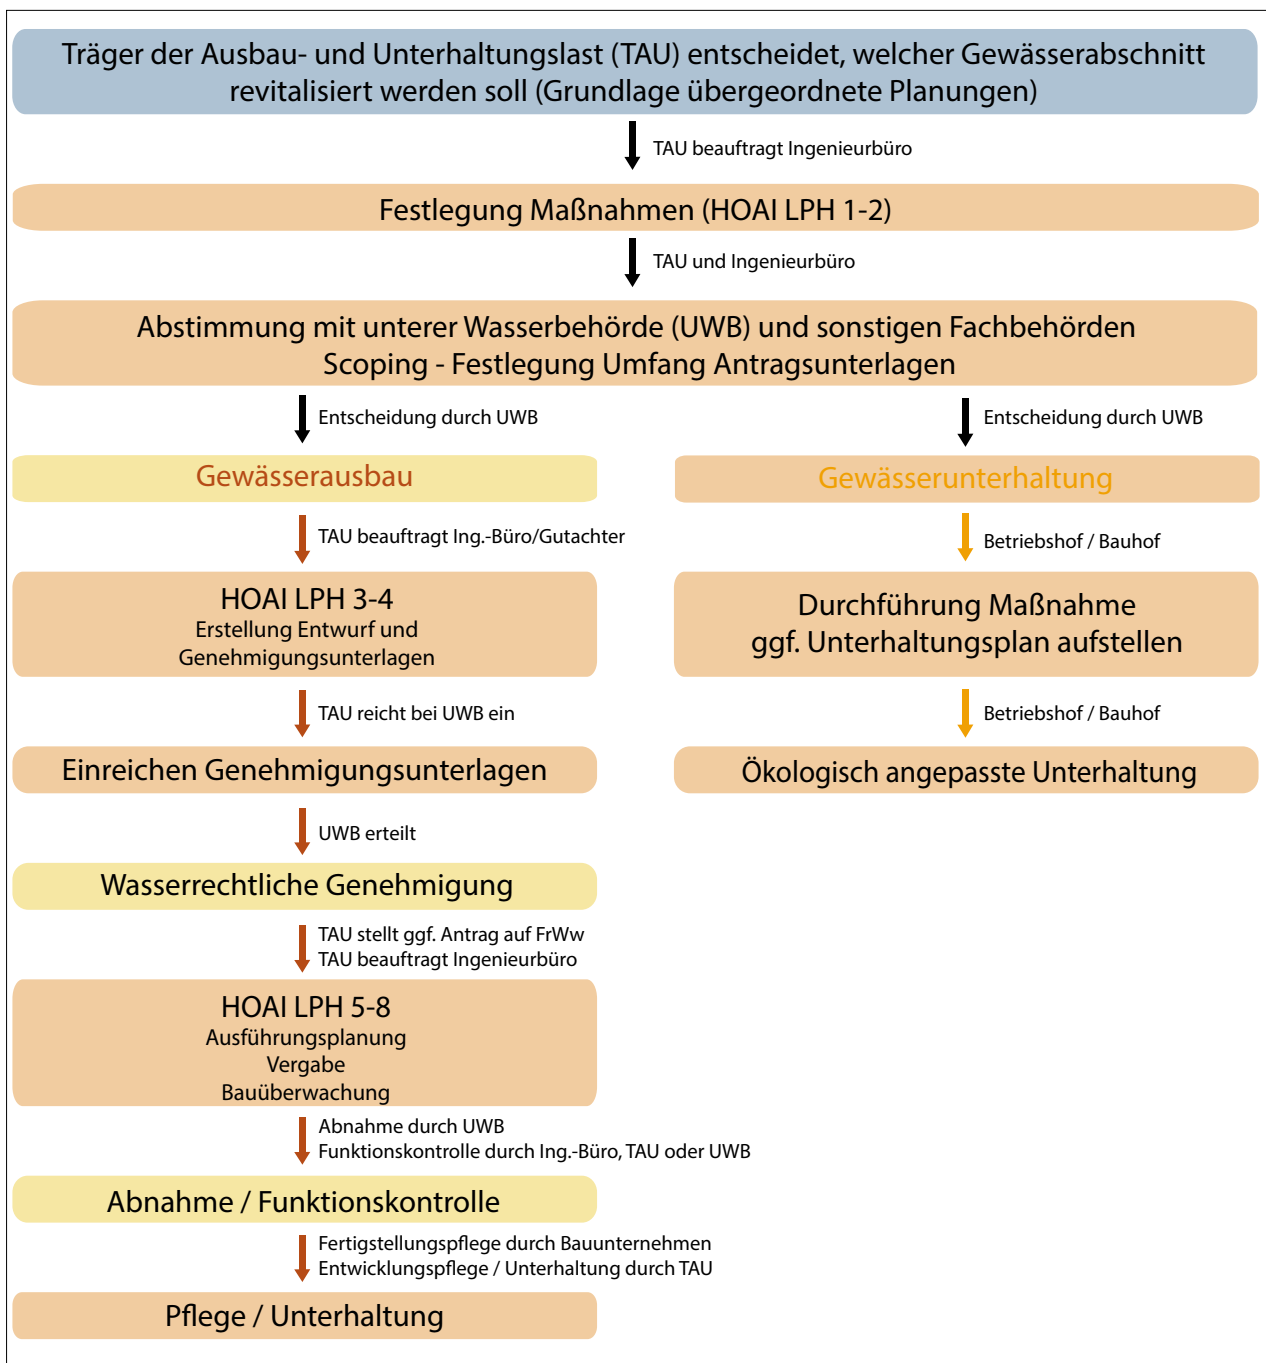 Träger der Ausbau- und Unterhaltungslast (TAU) entscheidet, welcher Gewässerabschnitt
revitalisiert werden soll (Grundlage übergeordnete Planungen)
TAU beauftragt Ingenieurbüro
Festlegung Maßnahmen (HOAI LPH 1-2)
TAU und Ingenieurbüro
Abstimmung mit unterer Wasserbehörde (UWB) und sonstigen Fachbehörden
Scoping - Festlegung Umfang Antragsunterlagen
Entscheidung durch UWB
Gewässerausbau
TAU beauftragt Ing.-Büro/Gutachter
HOAI LPH 3-4
Erstellung Entwurf und
Genehmigungsunterlagen
TAU reicht bei UWB ein
Einreichen Genehmigungsunterlagen
UWB erteilt
Wasserrechtliche Genehmigung
TAU stellt ggf. Antrag auf FrWw
TAU beauftragt Ingenieurbüro
HOAI LPH 5-8
Ausführungsplanung
Vergabe
Bauüberwachung
Abnahme durch UWB
Funktionskontrolle durch Ing.-Büro, TAU oder UWB
Abnahme / Funktionskontrolle
Fertigstellungspflege durch Bauunternehmen
Entwicklungspflege / Unterhaltung durch TAU
Pflege / Unterhaltung
Entscheidung durch UWB
Gewässerunterhaltung
Betriebshof / Bauhof
Durchführung Maßnahme
ggf. Unterhaltungsplan aufstellen
Betriebshof / Bauhof
Ökologisch angepasste Unterhaltung